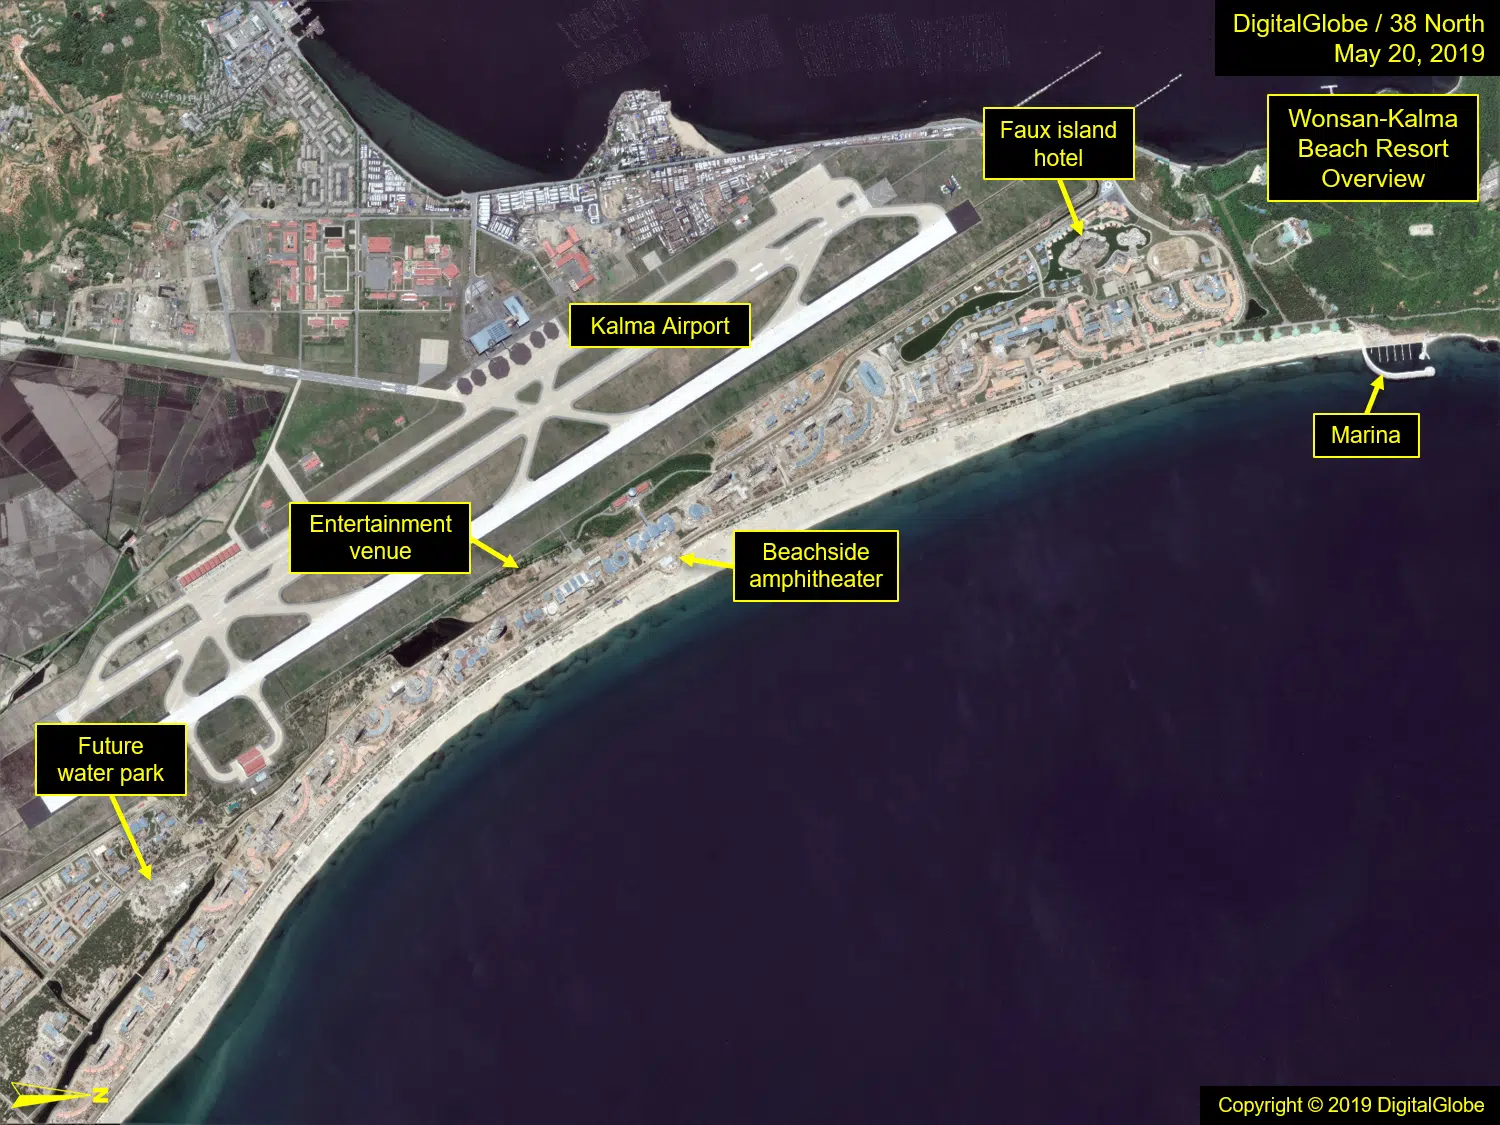 DigitalGlobe / 38 North
May 20, 2019
Wonsan-Kalma
Beach Resort
Overview
Faux island
hotel
Kalma Airport
Marina
Entertainment
venue
Beachside
amphitheater
Future
water park
N
Copyright © 2019 DigitalGlobe